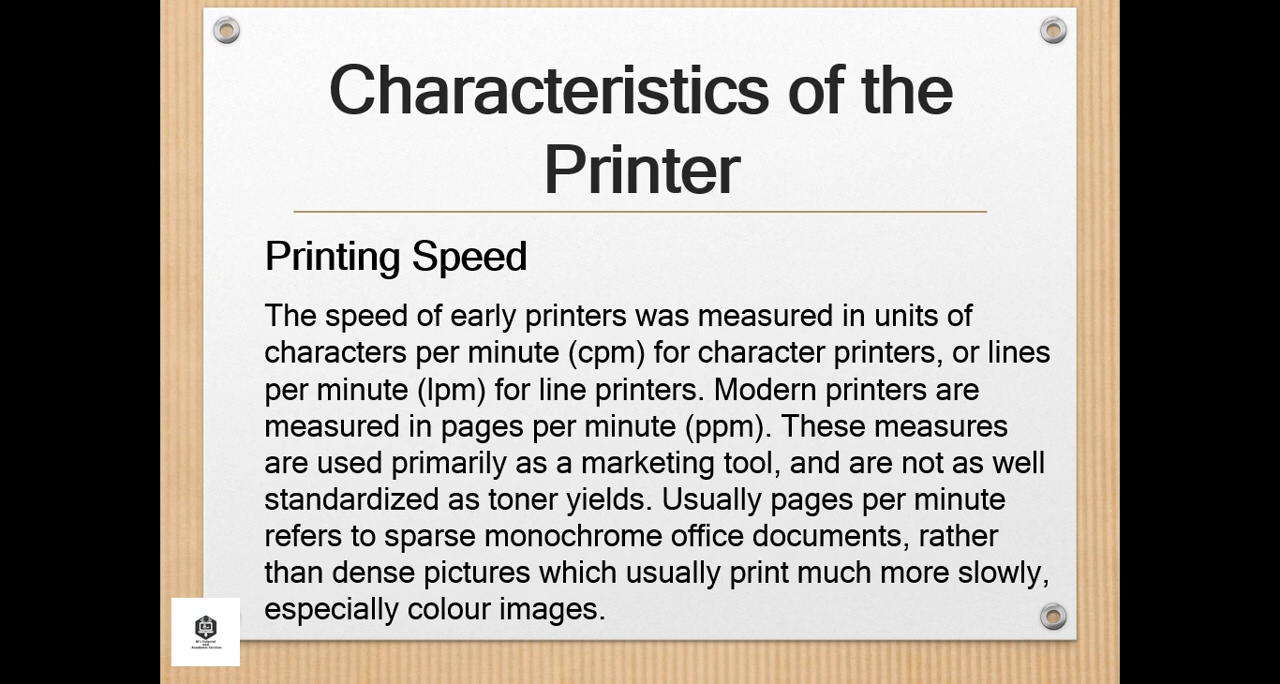 Characteristics of the
Printer
Printing Speed
The speed of early printers was measured in units of
characters per minute (cpm) for character printers, or lines
per minute (lpm) for line printers. Modern printers are
measured in pages per minute (ppm). These measures
are used primarily as a marketing tool, and are not as well
standardized as toner yields. Usually pages per minute
refers to sparse monochrome office documents, rather
than dense pictures which usually print much more slowly,
especially colour images.